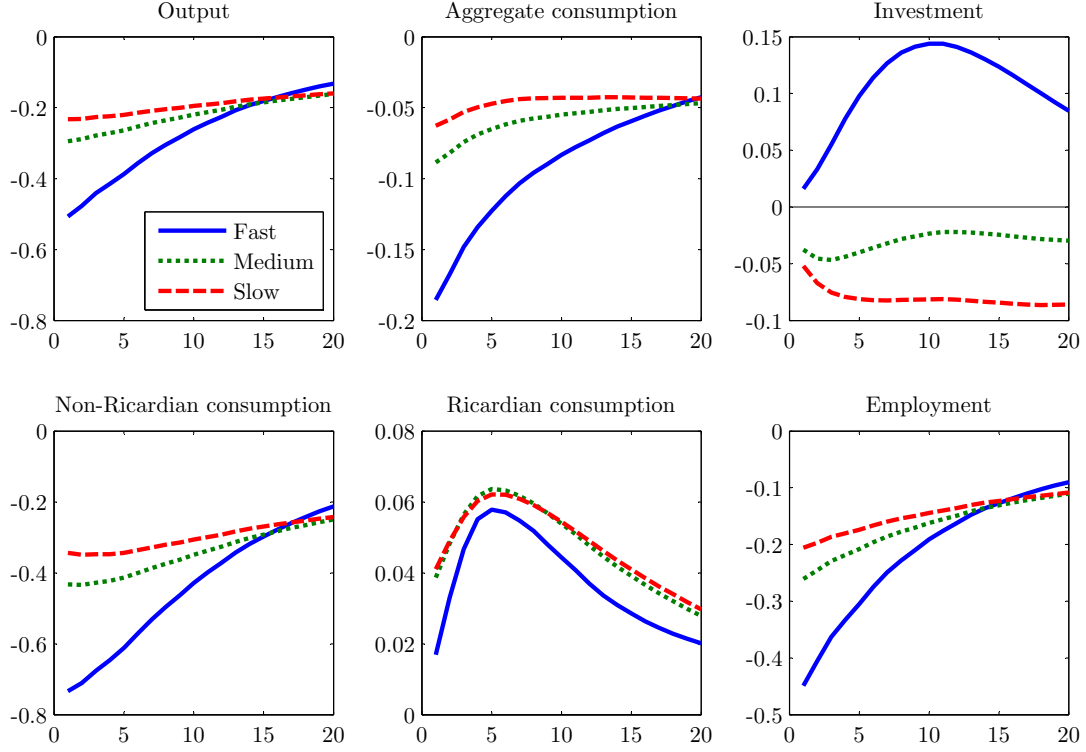 Output
Aggregate consumption
Investment
0
-0.2
-0.4
-0.6
-0.8
0 5 10 15 20
Fast
Medium
Slow
0
-0.05
-0.1
-0.15
-0.2
0 5 10 15 20
0.15
0.1
0.05
0
-0.05
-0.1
0 5 10 15 20
Non-Ricardian consumption
Ricardian consumption
Employment
0
-0.2
-0.4
-0.6
-0.8
0 5 10 15 20
0.08
0.06
0.04
0.02
0
0 5 10 15 20
0
-0.1
-0.2
-0.3
-0.4
-0.5
0 5 10 15 20